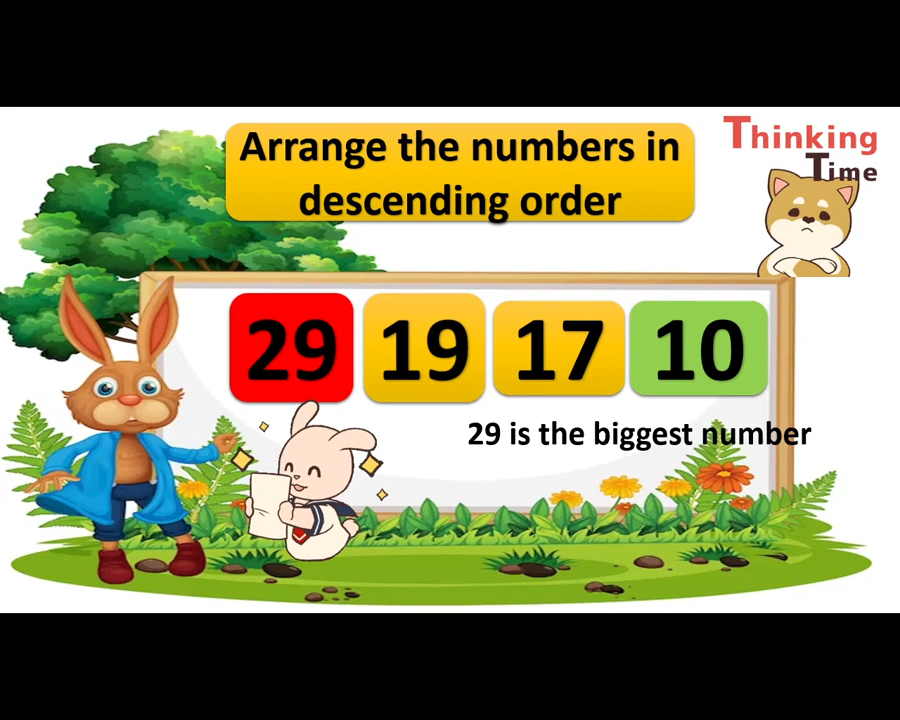 Arrange the numbers in
descending order
Thinking
Time
29 19 17 10
29 is the biggest number